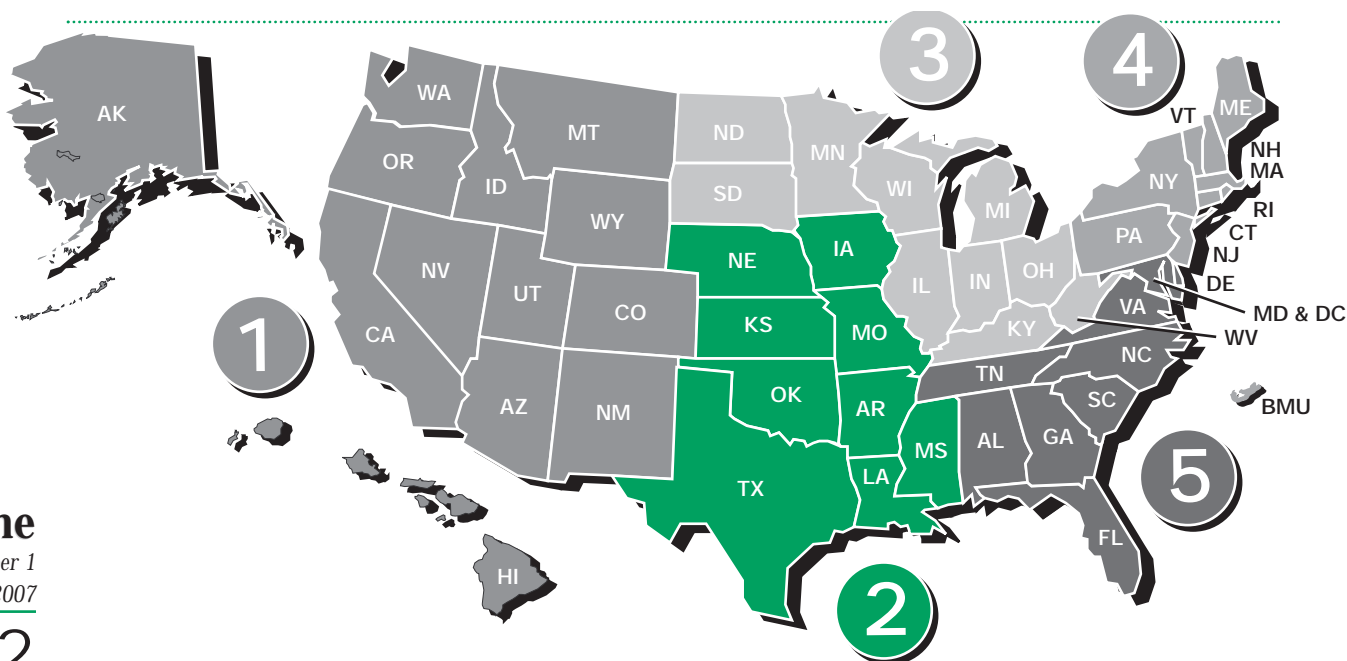 3
4
AK
WA
MT
ND
MN
VT
ME
OR
ID
SD
WI
MI
NY
NH
MA
WY
RI
NV
NE
IA
PA
CT
NJ
UT
CO
IL
IN
OH
DE
CA
KS
MO
KY
VA
MD & DC
WV
1
AZ
NM
OK
AR
TN
NC
SC
BMU
TX
LA
MS
AL
GA
5
FL
HI
2
ne
er 1
2007
2